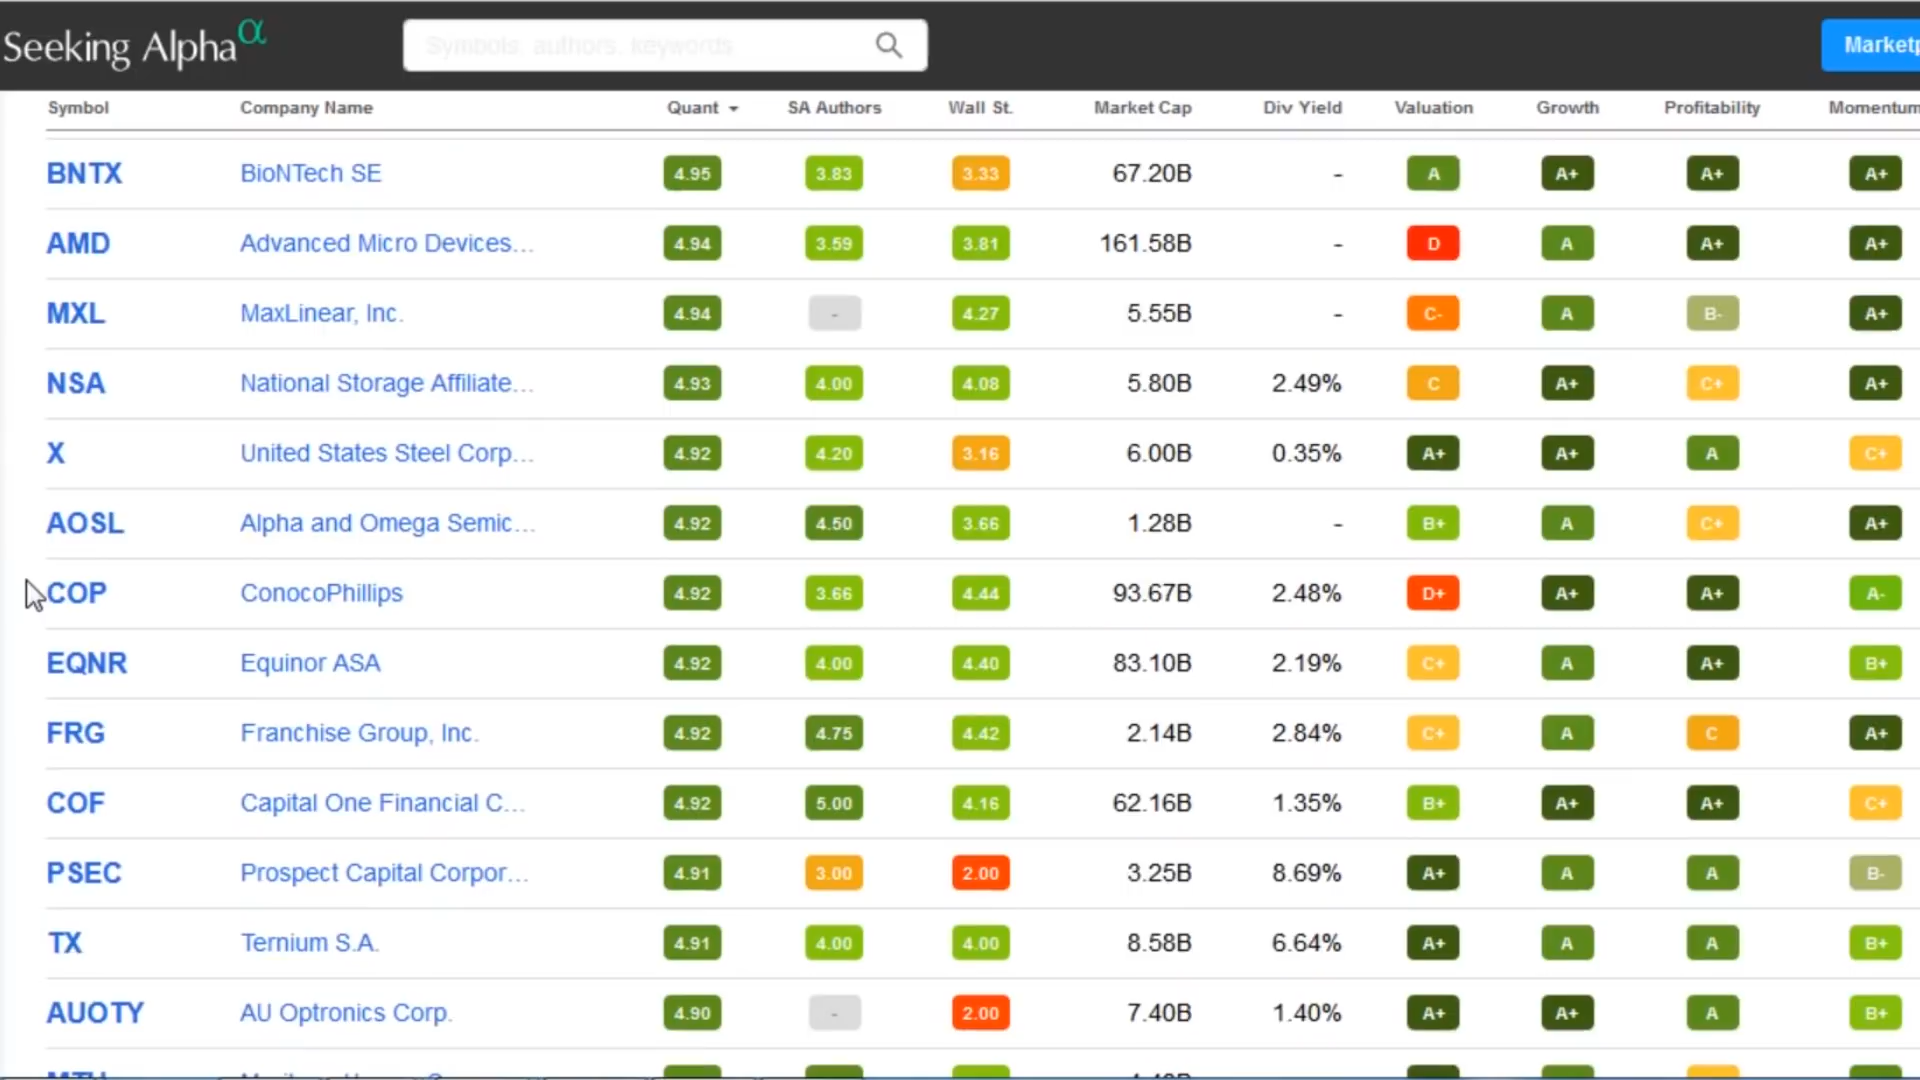 Seeking Alpha α
Symbols, authors, keywords
Symbol Company Name Quant SA Authors Wall St. Market Cap Div Yield Valuation Growth Profitability Momentum
BNTX BioNTech SE 4.95 3.83 3.33 67.20B - A A+ A+ A+
AMD Advanced Micro Devices... 4.94 3.59 3.81 161.58B - D A A+ A+
MXL MaxLinear, Inc. 4.94 - 4.27 5.55B - C- A B- A+
NSA National Storage Affiliate... 4.93 4.00 4.08 5.80B 2.49% C A+ C+ A+
X United States Steel Corp... 4.92 4.20 3.16 6.00B 0.35% A+ A+ A C+
AOSL Alpha and Omega Semic... 4.92 4.50 3.66 1.28B - B+ A C+ A+
COP ConocoPhillips 4.92 3.66 4.44 93.67B 2.48% D+ A+ A+ A-
EQNR Equinor ASA 4.92 4.00 4.40 83.10B 2.19% C+ A A+ B+
FRG Franchise Group, Inc. 4.92 4.75 4.42 2.14B 2.84% C+ A C A+
COF Capital One Financial C... 4.92 5.00 4.16 62.16B 1.35% B+ A+ A+ C+
PSEC Prospect Capital Corpor... 4.91 3.00 2.00 3.25B 8.69% A+ A A B-
TX Ternium S.A. 4.91 4.00 4.00 8.58B 6.64% A+ A A B+
AUOTY AU Optronics Corp. 4.90 - 2.00 7.40B 1.40% A+ A+ A B+